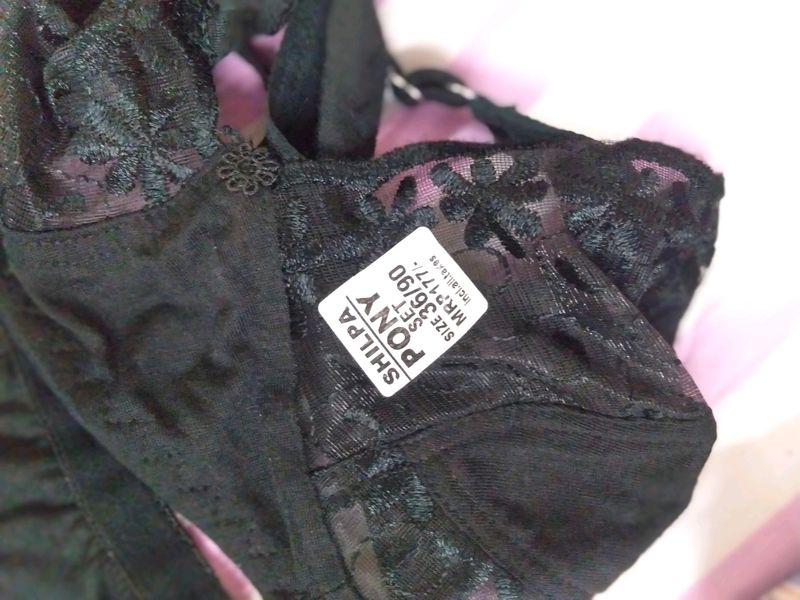 SHILPA
PONY
SET
SIZE 36/90
MRP 177/-
Incl.all.taxes